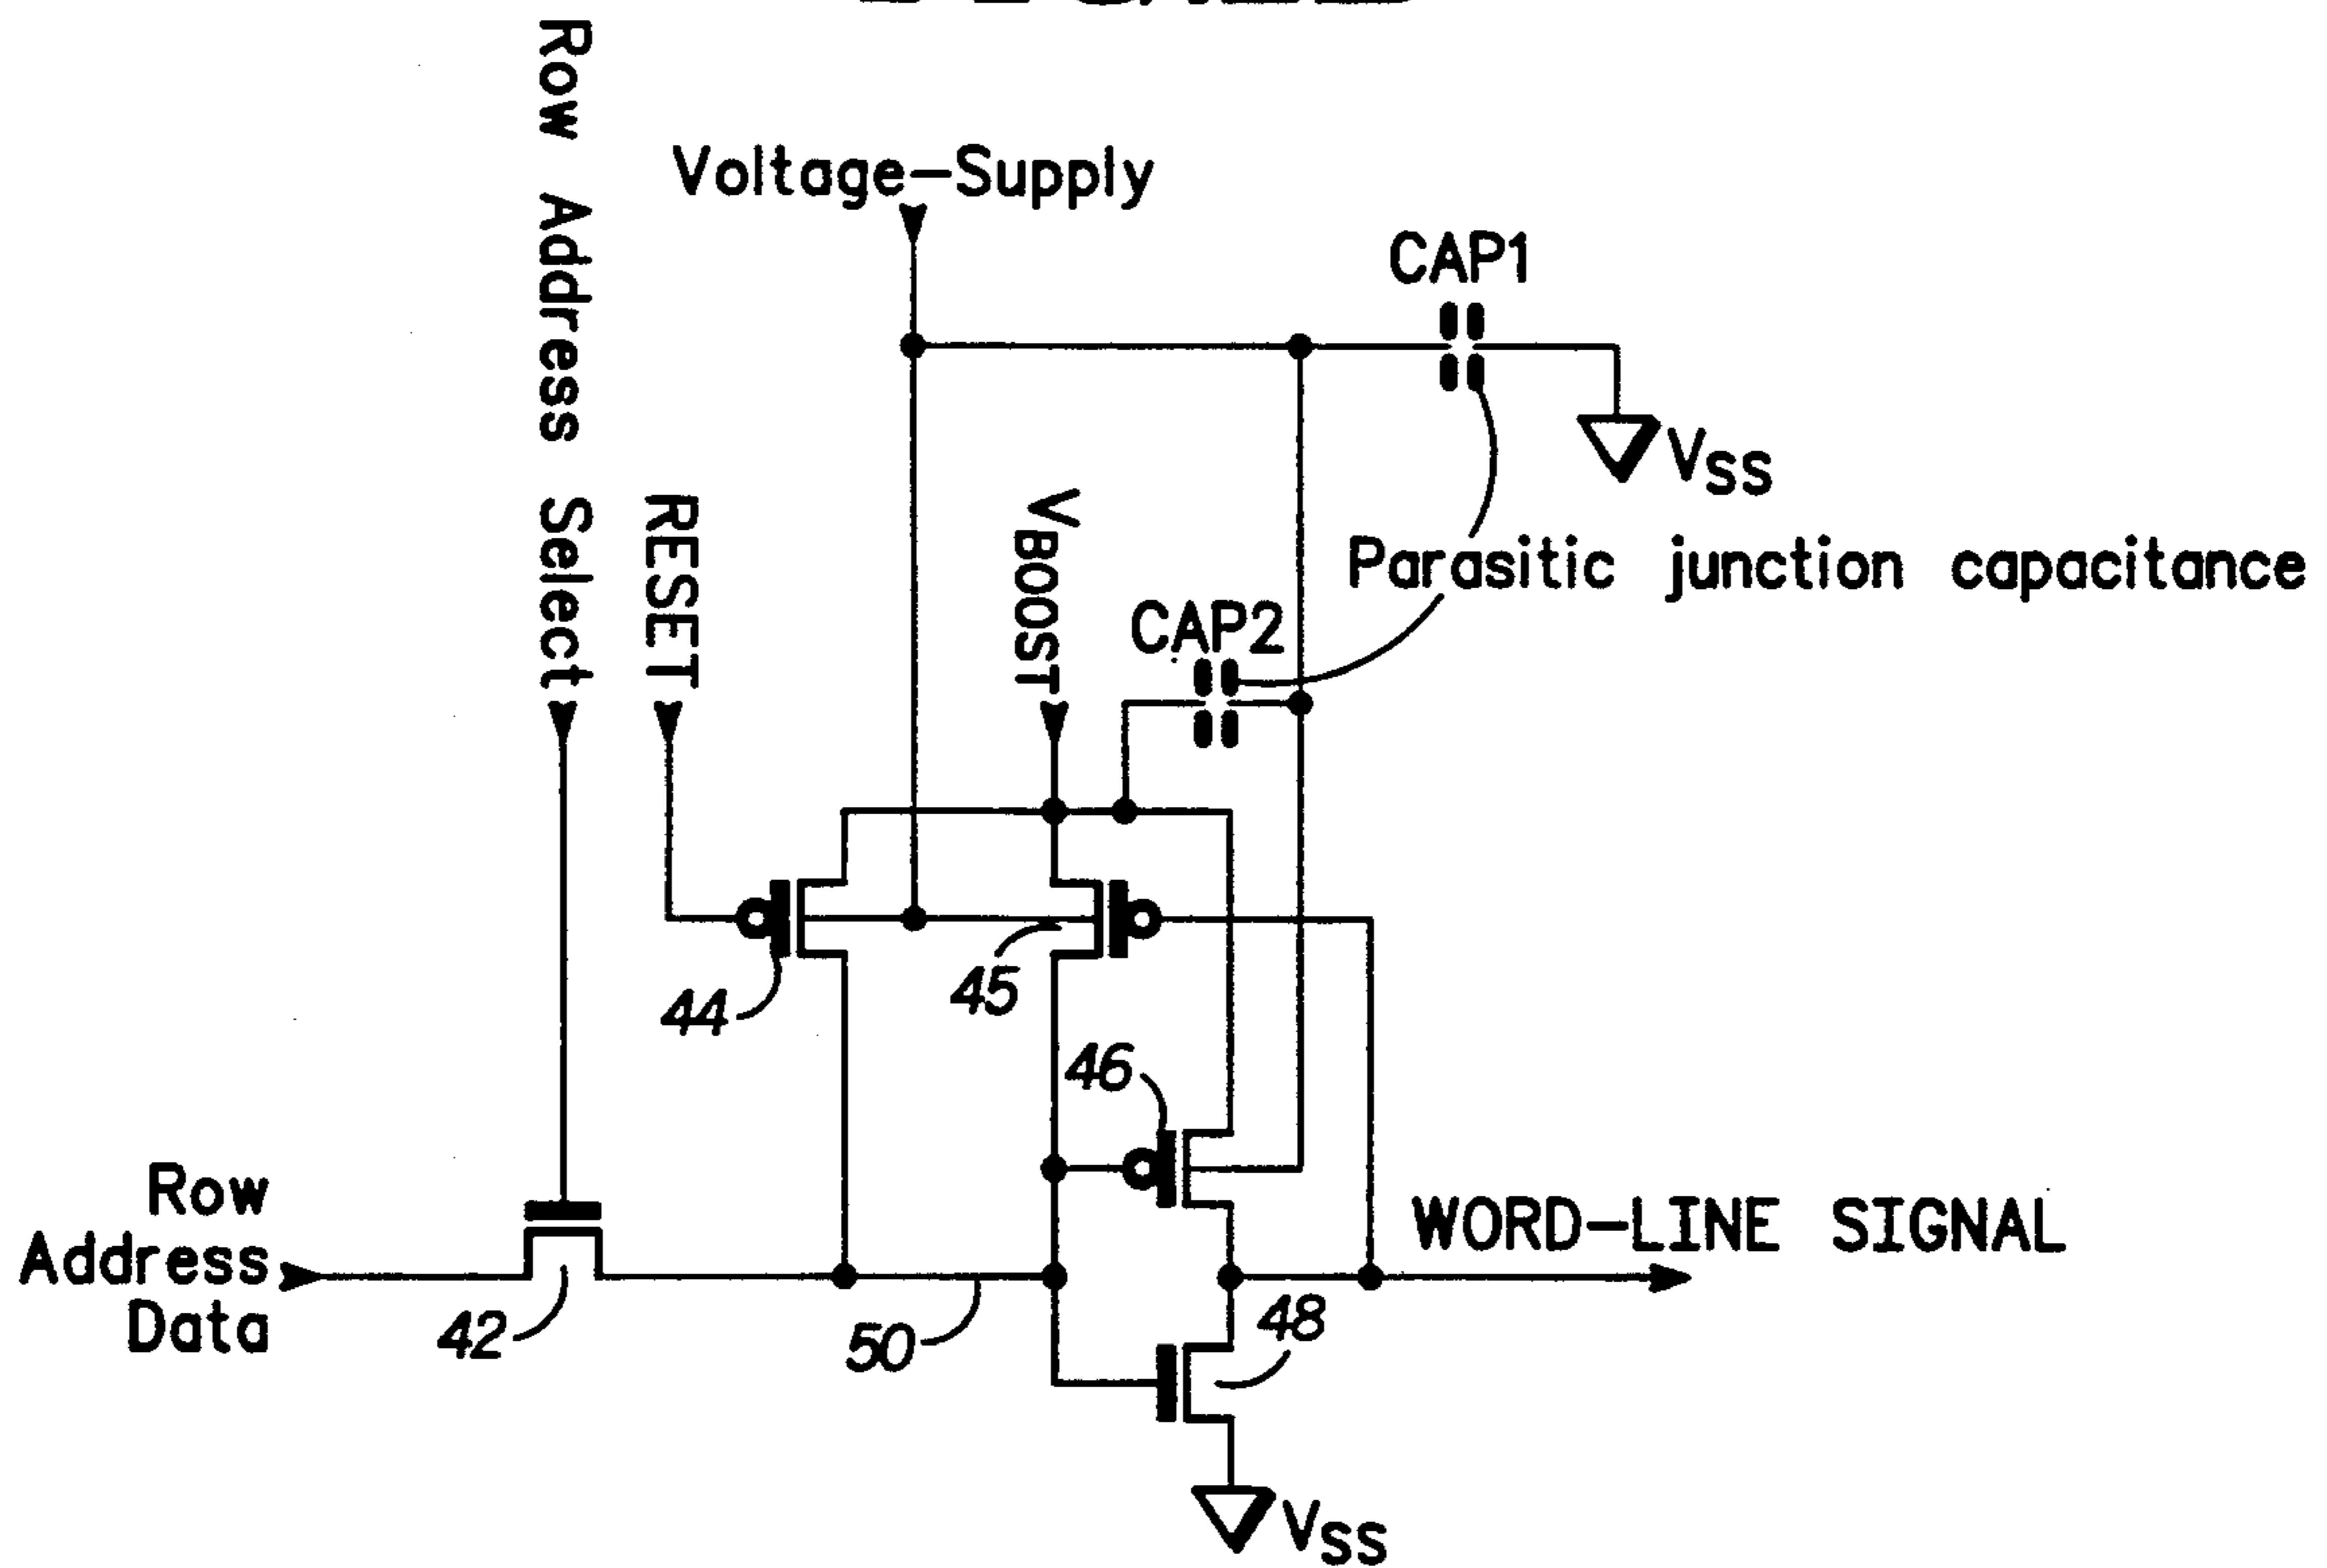 Row Address Select
Voltage-Supply
CAP1
VSS
RESET
VBOOST
Parasitic junction capacitance
CAP2
44
45
46
Row
Address
Data
42
50
WORD-LINE SIGNAL
48
VSS